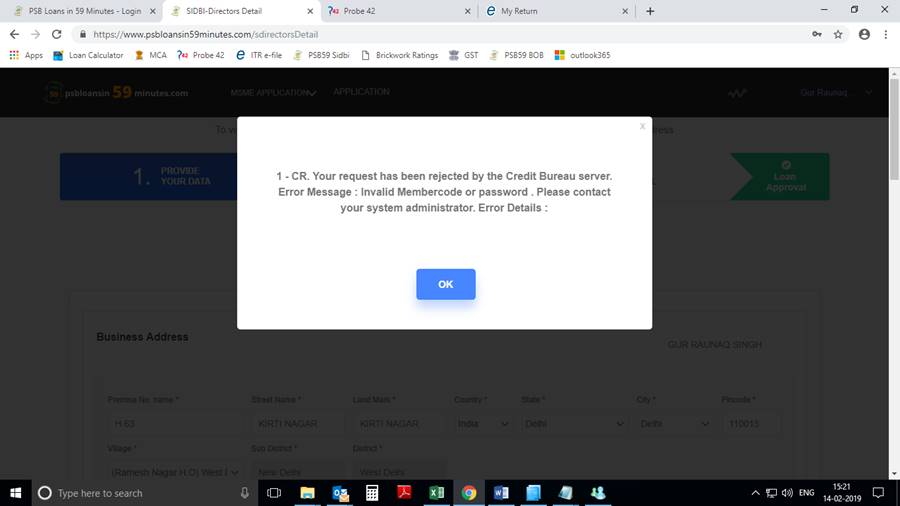 PSB Loans in 59 Minutes - Login
SIDBI-Directors Detail
Probe 42
My Return
https://www.psbloansin59minutes.com/sdirectorsDetail
Apps Loan Calculator MCA Probe 42 ITR e-file PSB59 Sidbi Brickwork Ratings GST PSB59 BOB outlook365
psbloansin 59 minutes.com MSME APPLICATION APPLICATION Gur Raunaq
To
1. PROVIDE
YOUR DATA
Loan
Approval
x
1 - CR. Your request has been rejected by the Credit Bureau server.
Error Message : Invalid Membercode or password . Please contact
your system administrator. Error Details :
OK
Business Address
GUR RAUNAQ SINGH
Premise No. name * Street Name * Land Mark * Country * State * City * Pincode *
H-63 KIRTI NAGAR KIRTI NAGAR India Delhi Delhi 110015
Village * Sub District * District *
(Ramesh Nagar H.O) West New Delhi West Delhi
Type here to search
ENG
15:21
14-02-2019